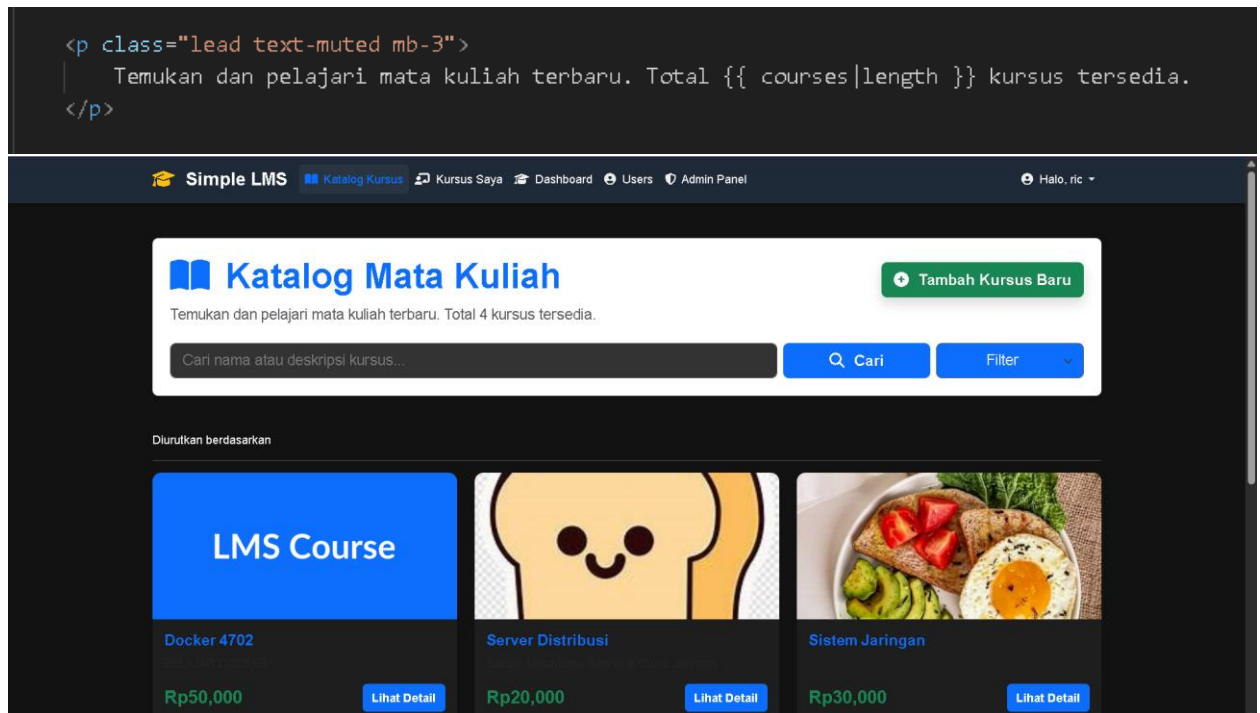 <p class="lead text-muted mb-3">
Temukan dan pelajari mata kuliah terbaru. Total {{ courses|length }} kursus tersedia.
</p>
Simple LMS Katalog Kursus Kursus Saya Dashboard Users Admin Panel Halo, ric
Katalog Mata Kuliah
Tambah Kursus Baru
Temukan dan pelajari mata kuliah terbaru. Total 4 kursus tersedia.
Cari nama atau deskripsi kursus... Cari Filter
Diurutkan berdasarkan
LMS Course
Docker 4702 Server Distribusi Sistem Jaringan
Rp50,000 Lihat Detail Rp20,000 Lihat Detail Rp30,000 Lihat Detail